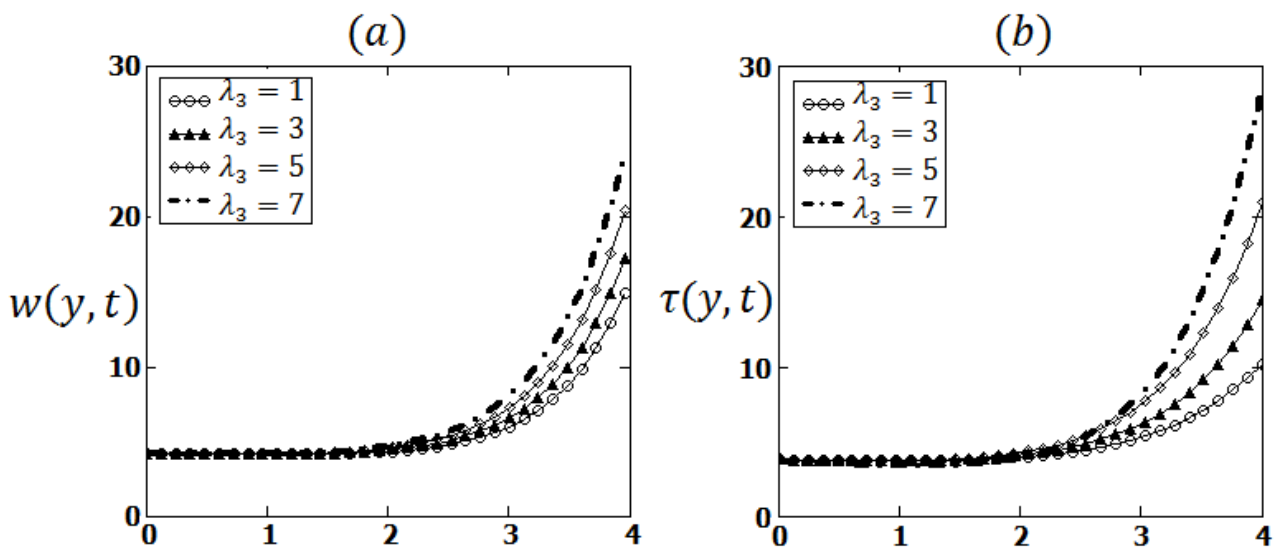 (a)
30
λ₃ = 1
λ₃ = 3
λ₃ = 5
λ₃ = 7
20
w(y, t)
10
0
0 1 2 3 4
(b)
30
λ₃ = 1
λ₃ = 3
λ₃ = 5
λ₃ = 7
20
τ(y, t)
10
0
0 1 2 3 4